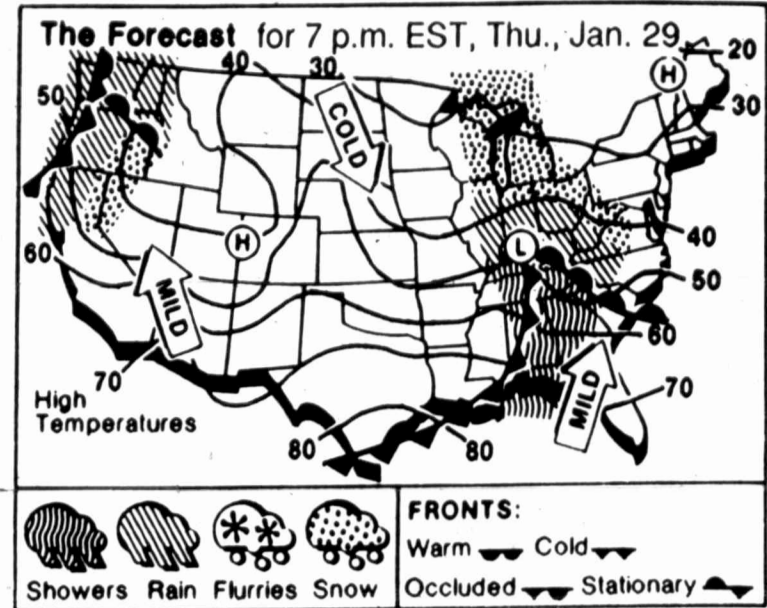 The Forecast for 7 p.m. EST, Thu., Jan. 29
40 30 20
50 H
COLD 30
H
60 L 40
MILD 50
60
70 70
High
Temperatures
MILD
80 80
FRONTS:
Warm Cold
Showers Rain Flurries Snow
Occluded Stationary